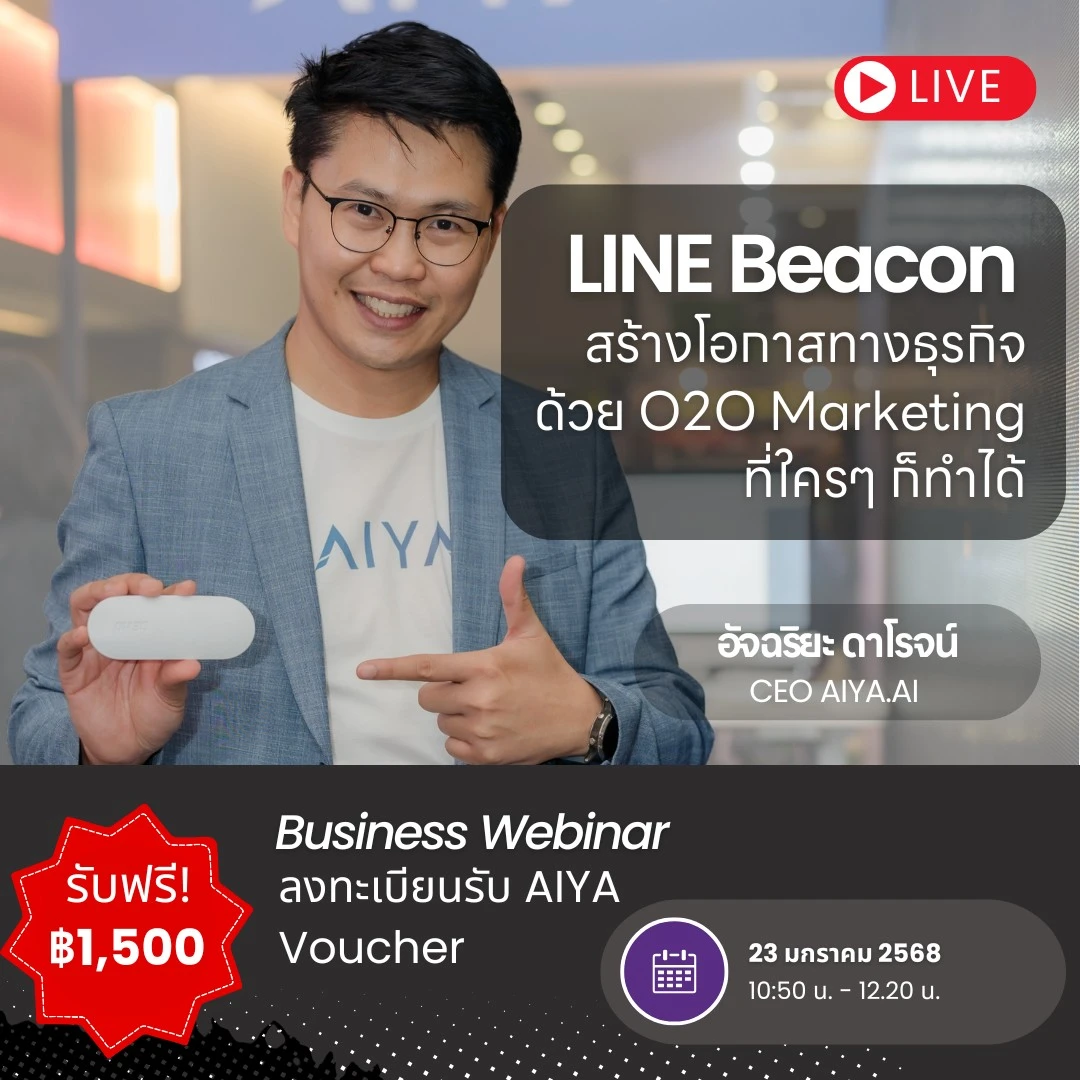 LIVE
LINE Beacon
สร้างโอกาสทางธุรกิจ
ด้วย O2O Marketing
ที่ใครๆ ก็ทำได้
AIYA
อัจฉริยะ ดาโรจน์
CEO AIYA.AI
รับฟรี!
฿1,500
Business Webinar
ลงทะเบียนรับ AIYA
Voucher
23 มกราคม 2568
10:50 น. - 12.20 น.